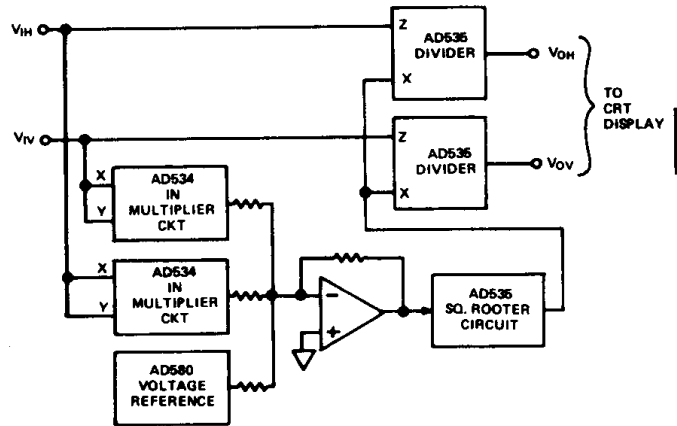 VIH
Z
AD535
DIVIDER
X
VOH
TO
CRT
DISPLAY
VIV
Z
AD535
DIVIDER
X
VOV
X
Y
AD534
IN
MULTIPLIER
CKT
X
Y
AD534
IN
MULTIPLIER
CKT
−
+
AD535
SQ. ROOTER
CIRCUIT
AD580
VOLTAGE
REFERENCE